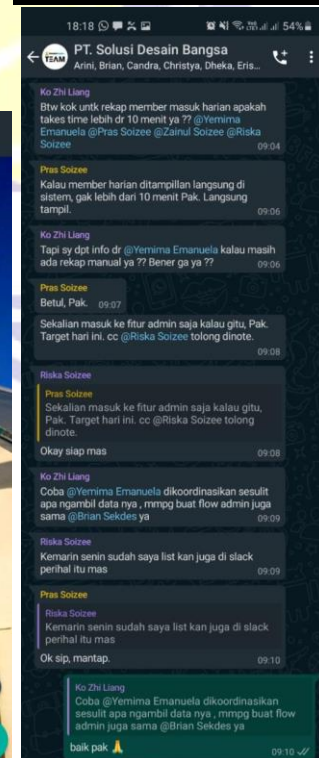 18:18
54%
TEAM
PT. Solusi Desain Bangsa
Arini, Brian, Candra, Christya, Dheka, Eris...
Ko Zhi Liang
Btw kok untk rekap member masuk harian apakah
takes time lebih dr 10 menit ya ?? @Yemima
Emanuela @Pras Soizee @Zainul Soizee @Riska
Soizee
09:04
Pras Soizee
Kalau member harian ditampillan langsung di
sistem, gak lebih dari 10 menit Pak. Langsung
tampil.
09:06
Ko Zhi Liang
Tapi sy dpt info dr @Yemima Emanuela kalau masih
ada rekap manual ya ?? Bener ga ya ??
09:06
Pras Soizee
Betul, Pak. 09:07
Sekalian masuk ke fitur admin saja kalau gitu, Pak.
Target hari ini. cc @Riska Soizee tolong dinote.
09:08
Riska Soizee
Pras Soizee
Sekalian masuk ke fitur admin saja kalau gitu,
Pak. Target hari ini. cc @Riska Soizee tolong
dinote.
Okay siap mas
09:08
Ko Zhi Liang
Coba @Yemima Emanuela dikoordinasikan sesulit
apa ngambil data nya , mmpg buat flow admin juga
sama @Brian Sekdes ya
09:09
Riska Soizee
Kemarin senin sudah saya list kan juga di slack
perihal itu mas
09:09
Pras Soizee
Riska Soizee
Kemarin senin sudah saya list kan juga di slack
perihal itu mas
Ok sip, mantap.
09:10
Ko Zhi Liang
Coba @Yemima Emanuela dikoordinasikan
sesulit apa ngambil data nya , mmpg buat flow
admin juga sama @Brian Sekdes ya
baik pak 🙏
09:10